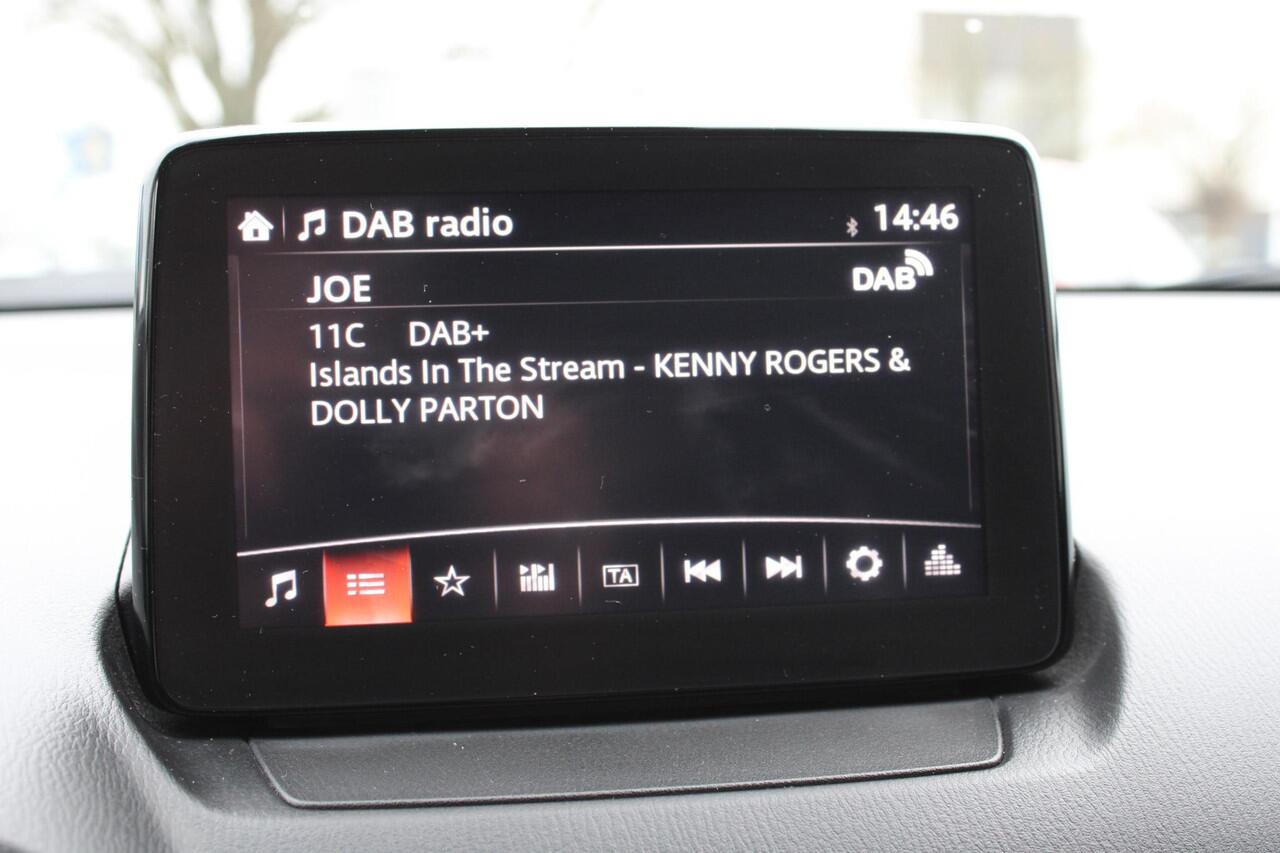 DAB radio 14:46
JOE DAB
11C DAB+
Islands In The Stream - KENNY ROGERS &
DOLLY PARTON
TA